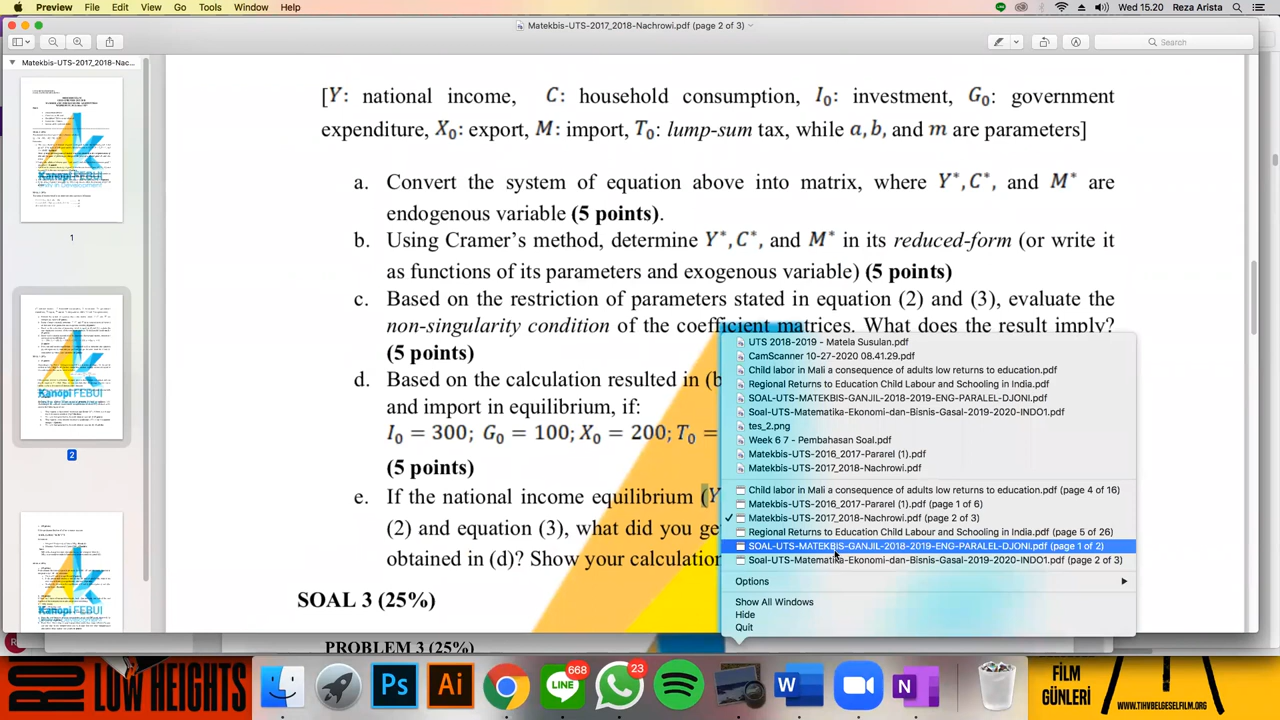 Preview File Edit View Go Tools Window Help
Wed 15.20 Reza Arista
Matekbis-UTS-2017_2018-Nachrowi.pdf (page 2 of 3)
Search
Matekbis-UTS-2017_2018-Nac...
Kanopi FEBUI
1
Kanopi FEBUI
2
Kanopi FEBUI
[Y: national income, C: household consumption, I₀: investment, G₀: government
expenditure, X₀: export, M: import, T₀: lump-sum tax, while a, b, and m are parameters]
a. Convert the system of equation above into matrix, where Y*, C*, and M* are
endogenous variable (5 points).
b. Using Cramer's method, determine Y*, C*, and M* in its reduced-form (or write it
as functions of its parameters and exogenous variable) (5 points)
c. Based on the restriction of parameters stated in equation (2) and (3), evaluate the
non-singularity condition of the coefficient matrices. What does the result imply?
(5 points)
d. Based on the calculation resulted in (b
and import in equilibrium, if:
I₀ = 300; G₀ = 100; X₀ = 200; T₀ =
(5 points)
e. If the national income equilibrium (Y
(2) and equation (3), what did you ge
obtained in (d)? Show your calculation
SOAL 3 (25%)
PROBLEM 3 (25%)
UTS 2018-2019 - Matela Susulan.pdf
CamScanner 10-27-2020 08.41.29.pdf
Child labor in Mali a consequence of adults low returns to education.pdf
Regional Returns to Education Child Labour and Schooling in India.pdf
SOAL-UTS-MATEKBIS-GANJIL-2018-2019-ENG-PARALEL-DJONI.pdf
Soal-UTS-Matematika-Ekonomi-dan-Bisnis-Gasal-2019-2020-INDO1.pdf
tes_2.png
Week 6 7 - Pembahasan Soal.pdf
Matekbis-UTS-2016_2017-Pararel (1).pdf
Matekbis-UTS-2017_2018-Nachrowi.pdf
Child labor in Mali a consequence of adults low returns to education.pdf (page 4 of 16)
Matekbis-UTS-2016_2017-Pararel (1).pdf (page 1 of 6)
Matekbis-UTS-2017_2018-Nachrowi.pdf (page 2 of 3)
Regional Returns to Education Child Labour and Schooling in India.pdf (page 5 of 26)
SOAL-UTS-MATEKBIS-GANJIL-2018-2019-ENG-PARALEL-DJONI.pdf (page 1 of 2)
Soal-UTS-Matematika-Ekonomi-dan-Bisnis-Gasal-2019-2020-INDO1.pdf (page 2 of 3)
Options
Show All Windows
Hide
Quit
LOW HEIGHTS
Ps
Ai
668
LINE
23
W
N
FİLM
GÜNLERİ
WWW.TIHVBELGESELFILM.ORG